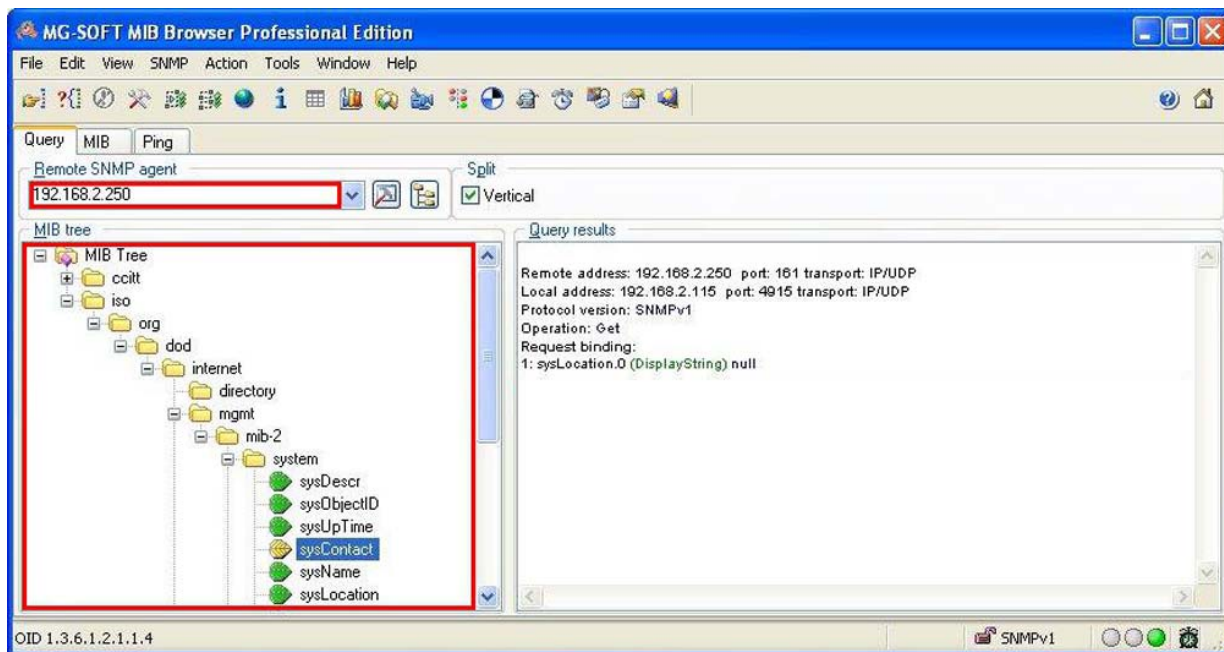 MG-SOFT MIB Browser Professional Edition
File Edit View SNMP Action Tools Window Help
Query MIB Ping
Remote SNMP agent
192.168.2.250
Split
Vertical
MIB tree
MIB Tree
ccitt
iso
org
dod
internet
directory
mgmt
mib-2
system
sysDescr
sysObjectID
sysUpTime
sysContact
sysName
sysLocation
Query results
Remote address: 192.168.2.250 port: 161 transport: IP/UDP
Local address: 192.168.2.115 port: 4915 transport: IP/UDP
Protocol version: SNMPv1
Operation: Get
Request binding:
1: sysLocation.0 (DisplayString) null
OID 1.3.6.1.2.1.1.4
SNMPv1